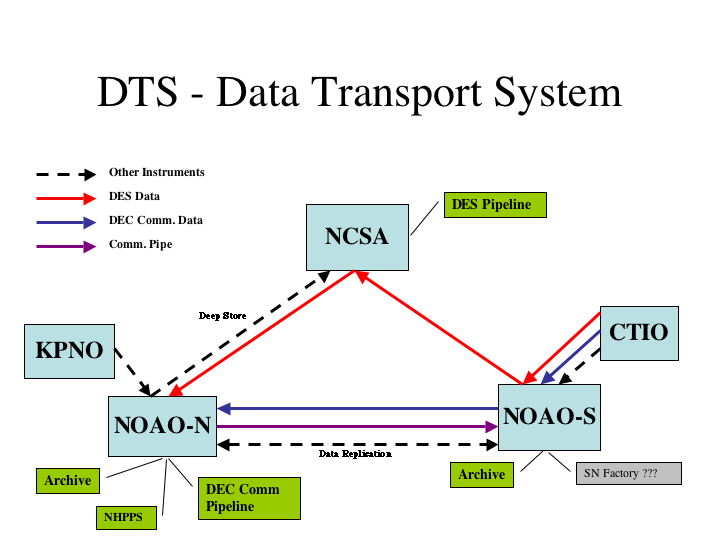 DTS - Data Transport System
Other Instruments
DES Data
DEC Comm. Data
Comm. Pipe
DES Pipeline
NCSA
Deep Store
CTIO
KPNO
NOAO-N
NOAO-S
Data Replication
Archive
NHPPS
DEC Comm
Pipeline
Archive
SN Factory ???